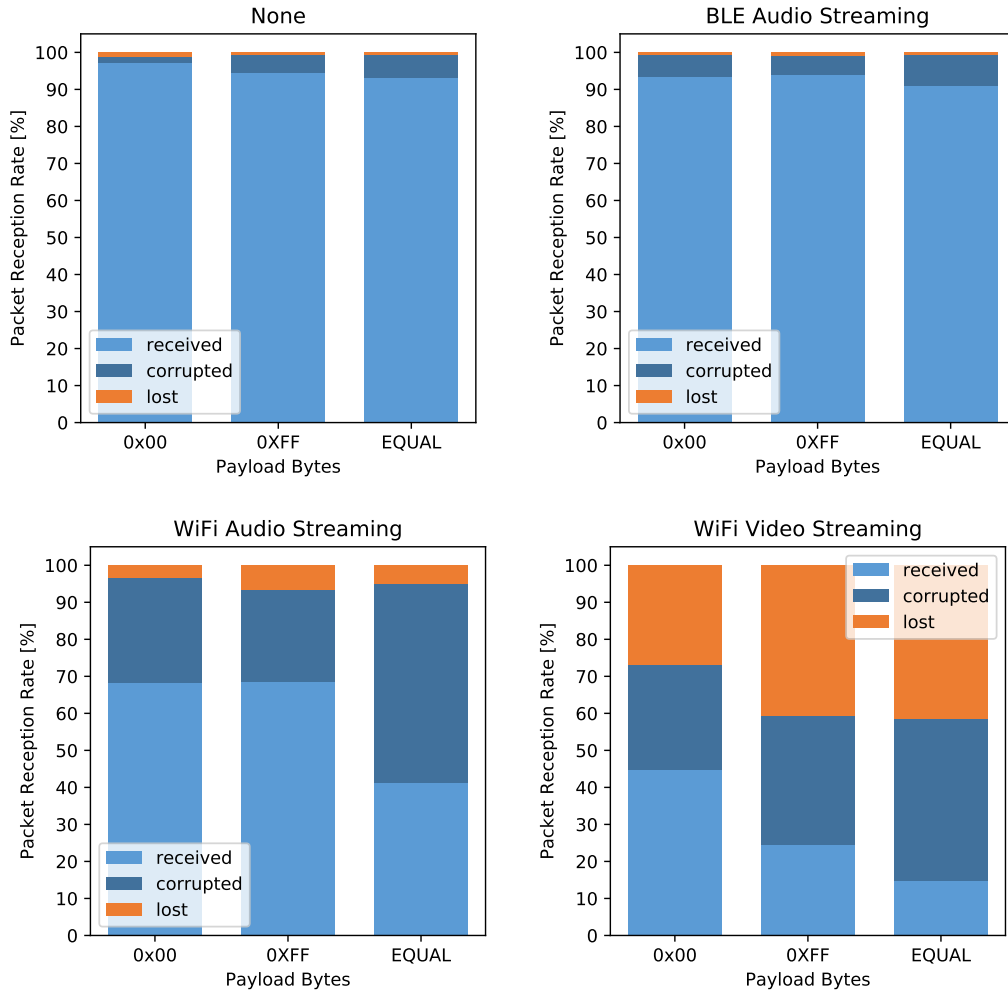 None
Packet Reception Rate [%]
100
90
80
70
60
50
40
30
20
10
0
received
corrupted
lost
0x00 0XFF EQUAL
Payload Bytes
BLE Audio Streaming
Packet Reception Rate [%]
100
90
80
70
60
50
40
30
20
10
0
received
corrupted
lost
0x00 0XFF EQUAL
Payload Bytes
WiFi Audio Streaming
Packet Reception Rate [%]
100
90
80
70
60
50
40
30
20
10
0
received
corrupted
lost
0x00 0XFF EQUAL
Payload Bytes
WiFi Video Streaming
Packet Reception Rate [%]
100
90
80
70
60
50
40
30
20
10
0
received
corrupted
lost
0x00 0XFF EQUAL
Payload Bytes